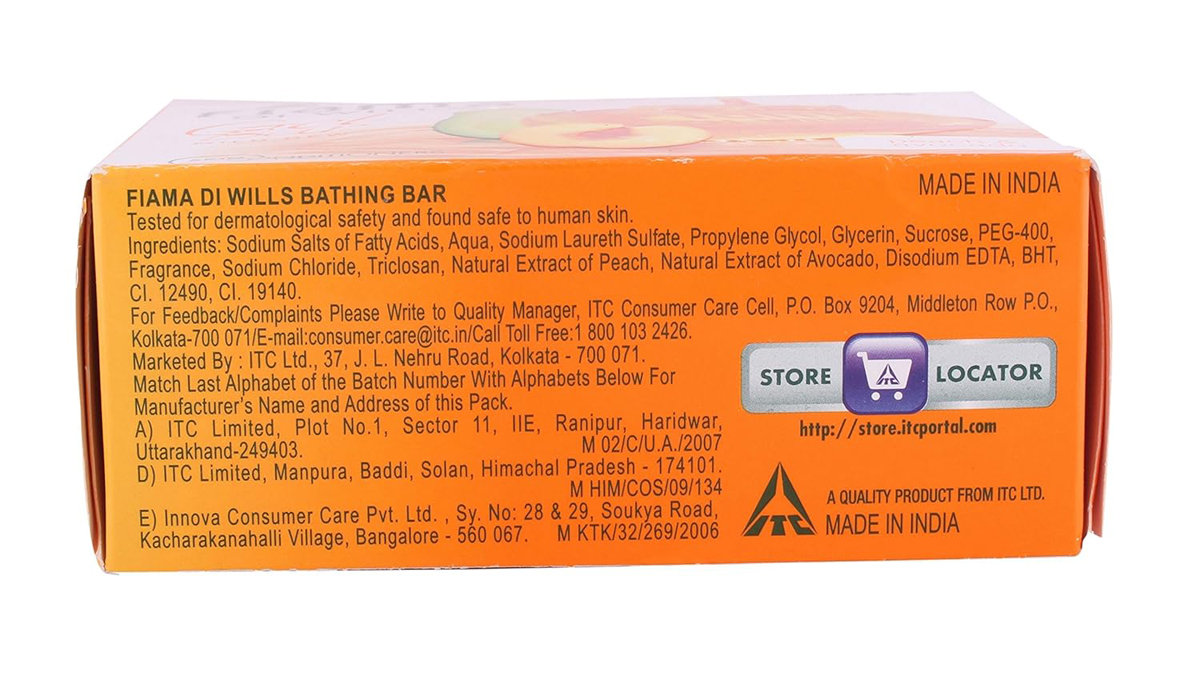 FIAMA DI WILLS BATHING BAR
MADE IN INDIA
Tested for dermatological safety and found safe to human skin.
Ingredients: Sodium Salts of Fatty Acids, Aqua, Sodium Laureth Sulfate, Propylene Glycol, Glycerin, Sucrose, PEG-400,
Fragrance, Sodium Chloride, Triclosan, Natural Extract of Peach, Natural Extract of Avocado, Disodium EDTA, BHT,
CI. 12490, CI. 19140.
For Feedback/Complaints Please Write to Quality Manager, ITC Consumer Care Cell, P.O. Box 9204, Middleton Row P.O.,
Kolkata-700 071/E-mail:consumer.care@itc.in/Call Toll Free:1 800 103 2426.
Marketed By : ITC Ltd., 37, J. L. Nehru Road, Kolkata - 700 071.
Match Last Alphabet of the Batch Number With Alphabets Below For
Manufacturer's Name and Address of this Pack.
A) ITC Limited, Plot No.1, Sector 11, IIE, Ranipur, Haridwar,
Uttarakhand-249403. M 02/C/U.A./2007
D) ITC Limited, Manpura, Baddi, Solan, Himachal Pradesh - 174101.
M HIM/COS/09/134
E) Innova Consumer Care Pvt. Ltd. , Sy. No: 28 & 29, Soukya Road,
Kacharakanahalli Village, Bangalore - 560 067. M KTK/32/269/2006
STORE ITC LOCATOR
http://store.itcportal.com
ITC
A QUALITY PRODUCT FROM ITC LTD.
MADE IN INDIA